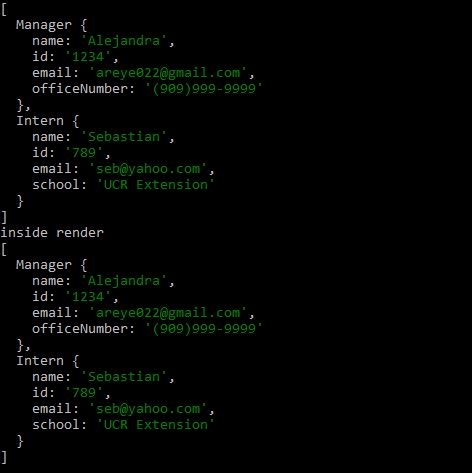 [
  Manager {
    name: 'Alejandra',
    id: '1234',
    email: 'areye022@gmail.com',
    officeNumber: '(909)999-9999'
  },
  Intern {
    name: 'Sebastian',
    id: '789',
    email: 'seb@yahoo.com',
    school: 'UCR Extension'
  }
]
inside render
[
  Manager {
    name: 'Alejandra',
    id: '1234',
    email: 'areye022@gmail.com',
    officeNumber: '(909)999-9999'
  },
  Intern {
    name: 'Sebastian',
    id: '789',
    email: 'seb@yahoo.com',
    school: 'UCR Extension'
  }
]